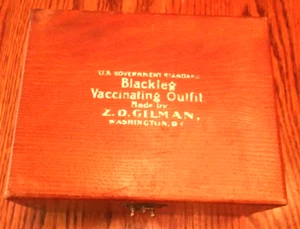 U.S. GOVERNMENT STANDARD
Blackleg
Vaccinating Outfit.
Made by
Z. D. GILMAN,
WASHINGTON, D.C.